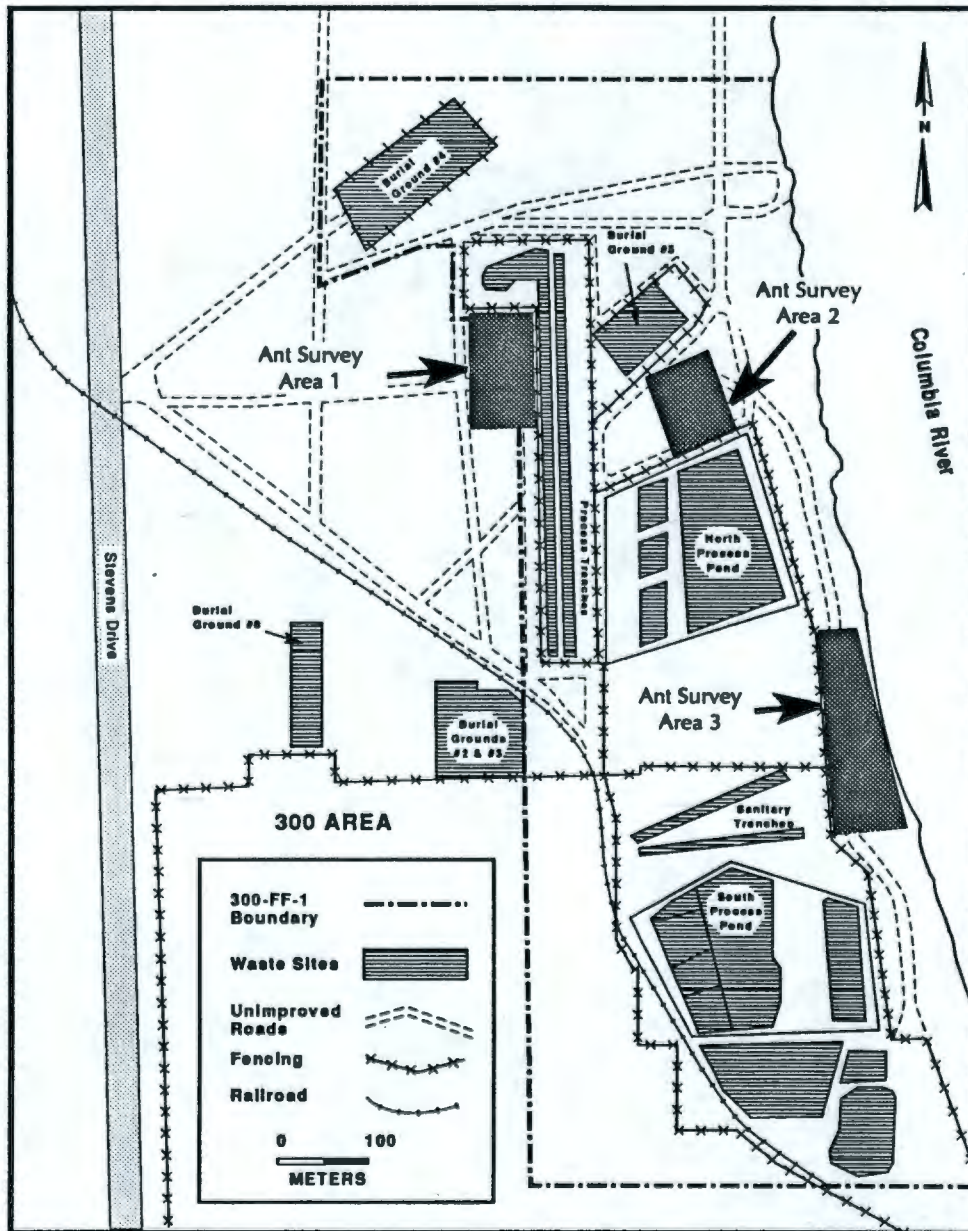 N
Burial
Ground #4
Burial
Ground #5
Ant Survey
Area 2
Ant Survey
Area 1
Columbia River
Process Trenches
North
Process
Pond
Stevens Drive
Burial
Ground
Ant Survey
Area 3
Burial
Grounds
#2 & #3
300 AREA
Sanitary
Trenches
South
Process
Pond
300-FF-1
Boundary
Waste Sites
Unimproved
Roads
Fencing
Railroad
0 100
METERS